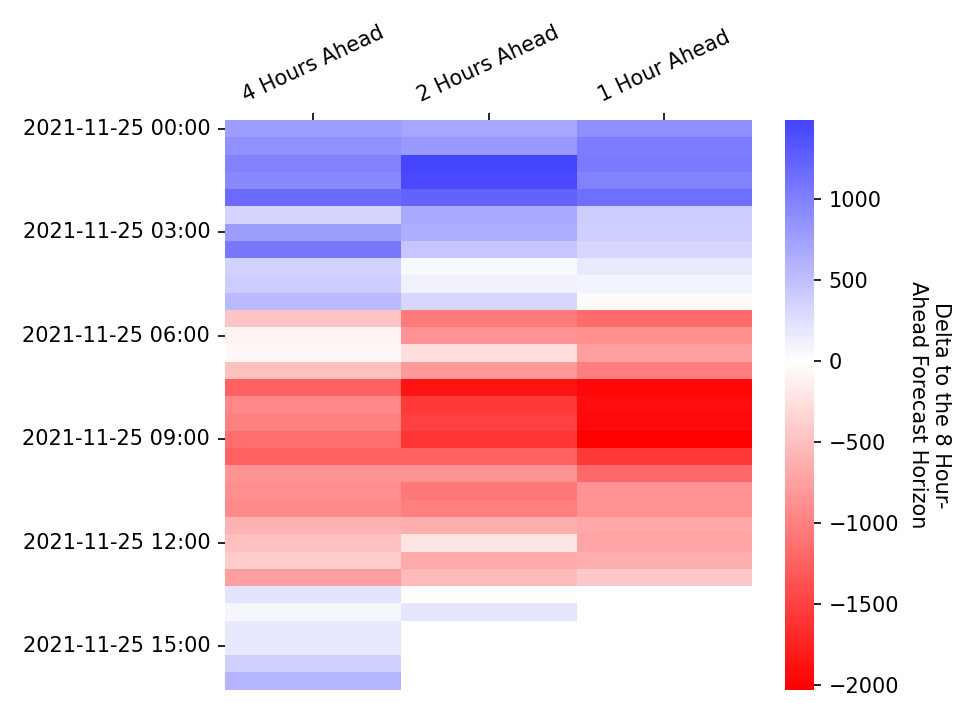 4 Hours Ahead
2 Hours Ahead
1 Hour Ahead
2021-11-25 00:00
2021-11-25 03:00
2021-11-25 06:00
2021-11-25 09:00
2021-11-25 12:00
2021-11-25 15:00
1000
500
0
−500
−1000
−1500
−2000
Delta to the 8 Hour-
Ahead Forecast Horizon